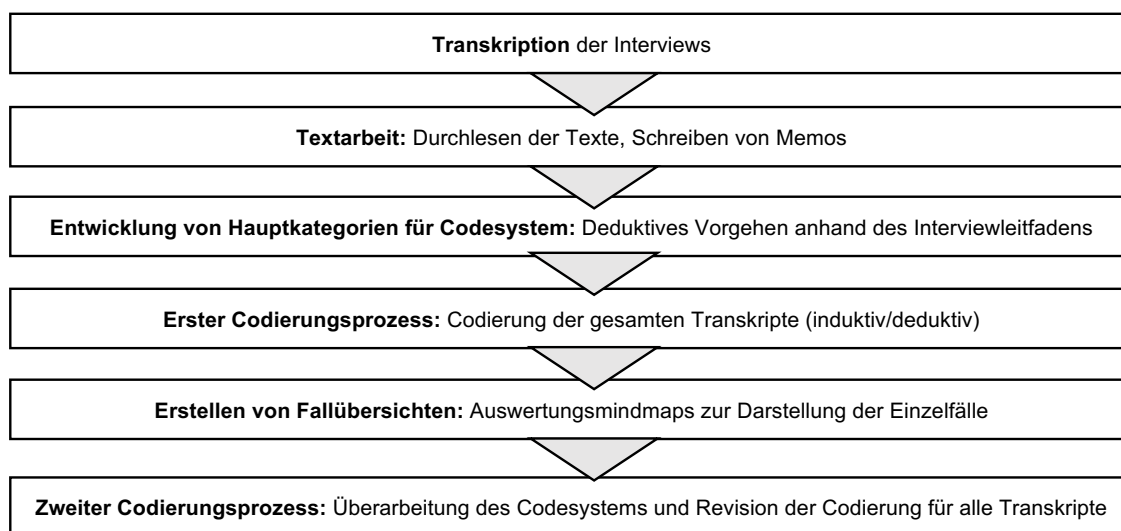 Transkription der Interviews
Textarbeit: Durchlesen der Texte, Schreiben von Memos
Entwicklung von Hauptkategorien für Codesystem: Deduktives Vorgehen anhand des Interviewleitfadens
Erster Codierungsprozess: Codierung der gesamten Transkripte (induktiv/deduktiv)
Erstellen von Fallübersichten: Auswertungsmindmaps zur Darstellung der Einzelfälle
Zweiter Codierungsprozess: Überarbeitung des Codesystems und Revision der Codierung für alle Transkripte